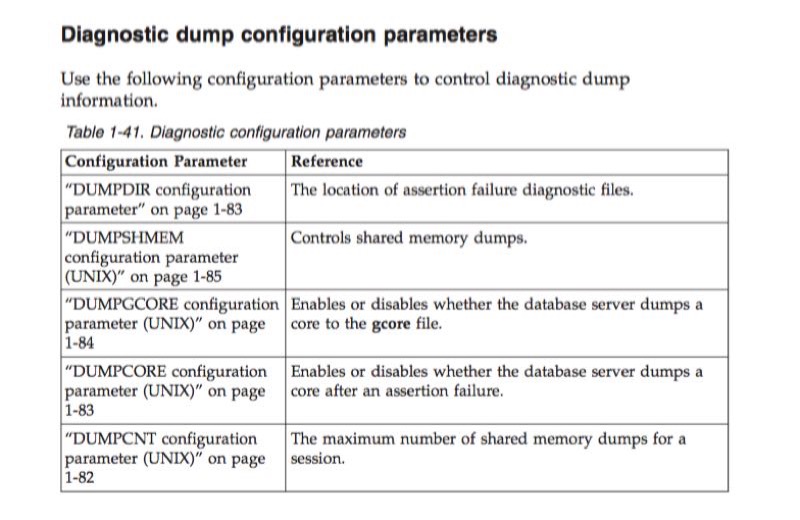 Diagnostic dump configuration parameters
Use the following configuration parameters to control diagnostic dump
information.
Table 1-41. Diagnostic configuration parameters
Configuration Parameter
Reference
"DUMPDIR configuration
parameter" on page 1-83
The location of assertion failure diagnostic files.
"DUMPSHMEM
configuration parameter
(UNIX)" on page 1-85
Controls shared memory dumps.
"DUMPGCORE configuration
parameter (UNIX)" on page
1-84
Enables or disables whether the database server dumps a
core to the gcore file.
"DUMPCORE configuration
parameter (UNIX)" on page
1-83
Enables or disables whether the database server dumps a
core after an assertion failure.
"DUMPCNT configuration
parameter (UNIX)" on page
1-82
The maximum number of shared memory dumps for a
session.